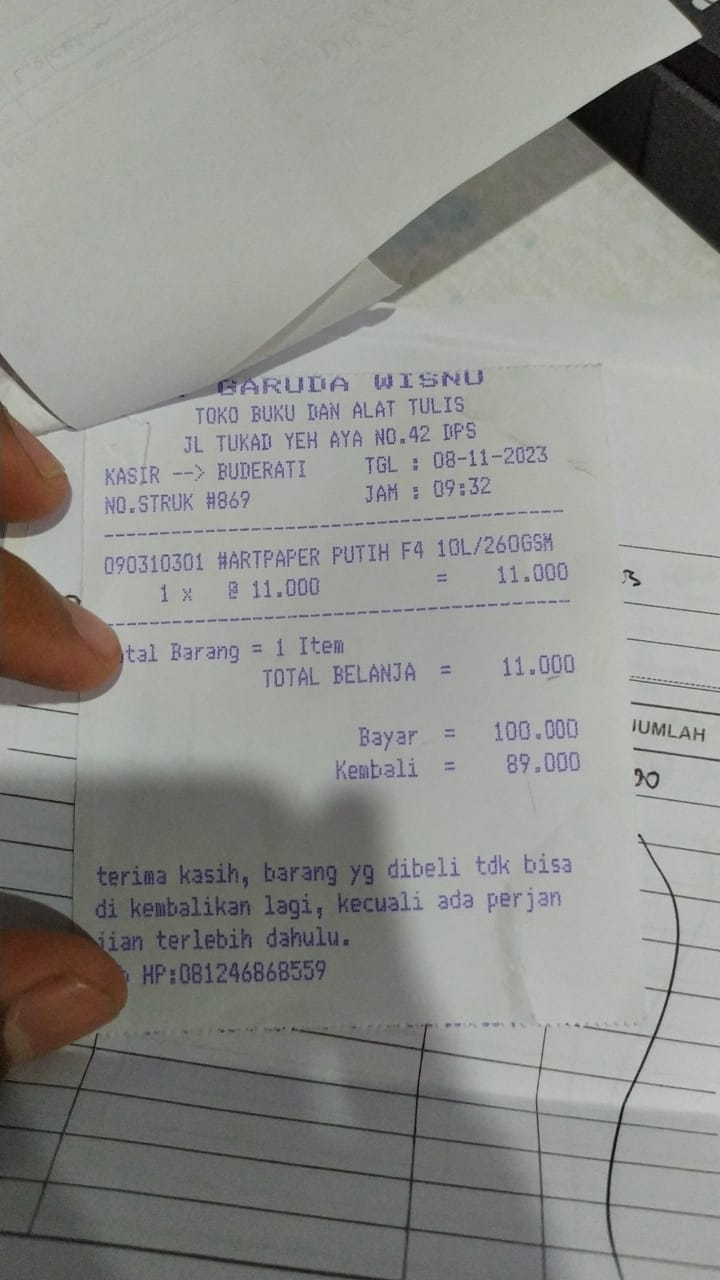 GARUDA WISNU
TOKO BUKU DAN ALAT TULIS
JL TUKAD YEH AYA NO.42 DPS
KASIR --> BUDERATI TGL : 08-11-2023
NO.STRUK #869 JAM : 09:32
090310301 #ARTPAPER PUTIH F4 10L/260GSM
1 x @ 11.000 = 11.000
tal Barang = 1 Item
TOTAL BELANJA = 11.000
Bayar = 100.000
Kembali = 89.000
terima kasih, barang yg dibeli tdk bisa
di kembalikan lagi, kecuali ada perjan
jian terlebih dahulu.
HP:081246868559
JUMLAH